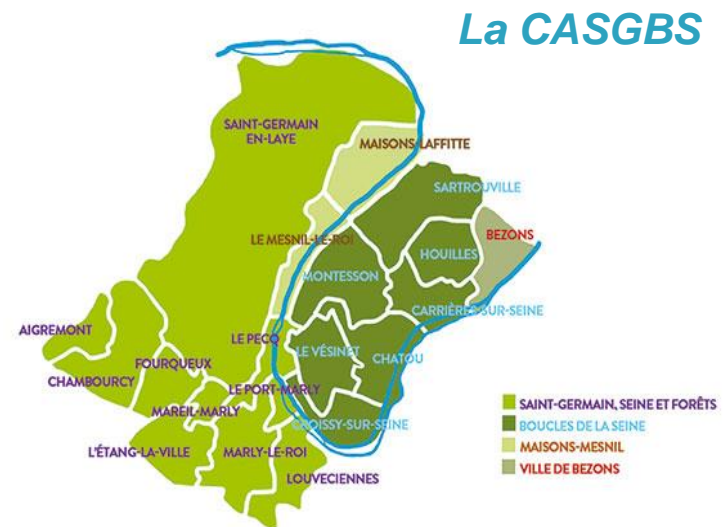 La CASGBS
SAINT-GERMAIN
EN-LAYE
MAISONS-LAFFITTE
SARTROUVILLE
LE MESNIL-LE-ROI
BEZONS
HOUILLES
MONTESSON
CARRIÈRES-SUR-SEINE
AIGREMONT
LE PECQ
LE VÉSINET
CHATOU
FOURQUEUX
CHAMBOURCY
LE PORT-MARLY
MAREIL-MARLY
CROISSY-SUR-SEINE
L'ÉTANG-LA-VILLE
MARLY-LE-ROI
LOUVECIENNES
SAINT-GERMAIN, SEINE ET FORÊTS
BOUCLES DE LA SEINE
MAISONS-MESNIL
VILLE DE BEZONS